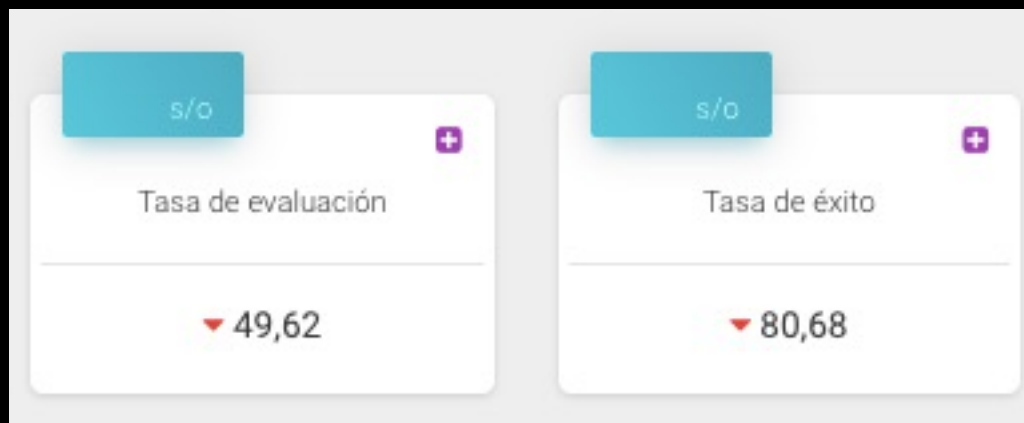 s/o
Tasa de evaluación
49,62
s/o
Tasa de éxito
80,68